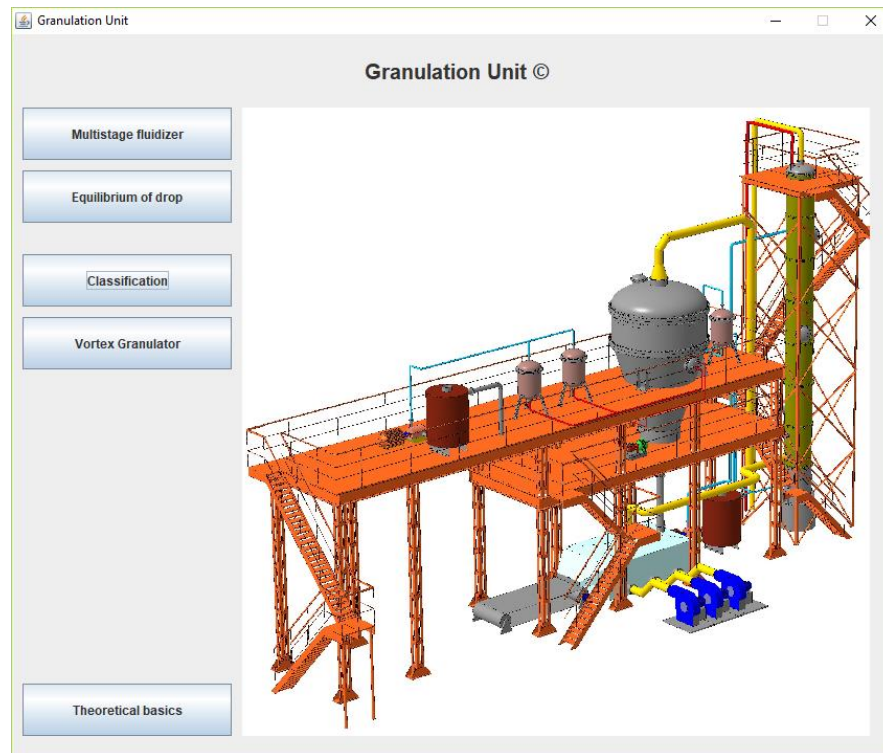 Granulation Unit
Granulation Unit ©
Multistage fluidizer
Equilibrium of drop
Classification
Vortex Granulator
Theoretical basics